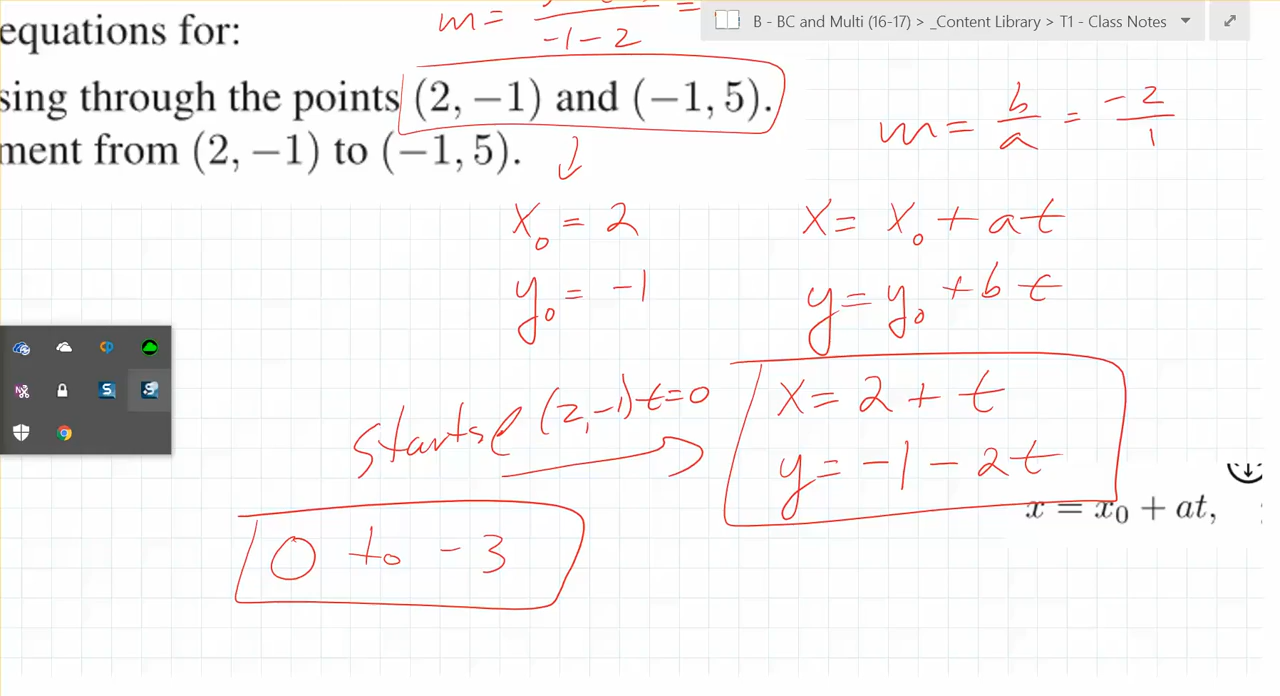 equations for:
m = -1-2 =
B - BC and Multi (16-17) > _Content Library > T1 - Class Notes
sing through the points (2, −1) and (−1, 5).
m = b/a = -2/1
ment from (2, −1) to (−1, 5).
x₀ = 2
x = x₀ + at
y₀ = -1
y = y₀ + bt
starts @ (2,-1) t=0
x = 2 + t
y = -1 - 2t
x = x₀ + at,
0 to -3